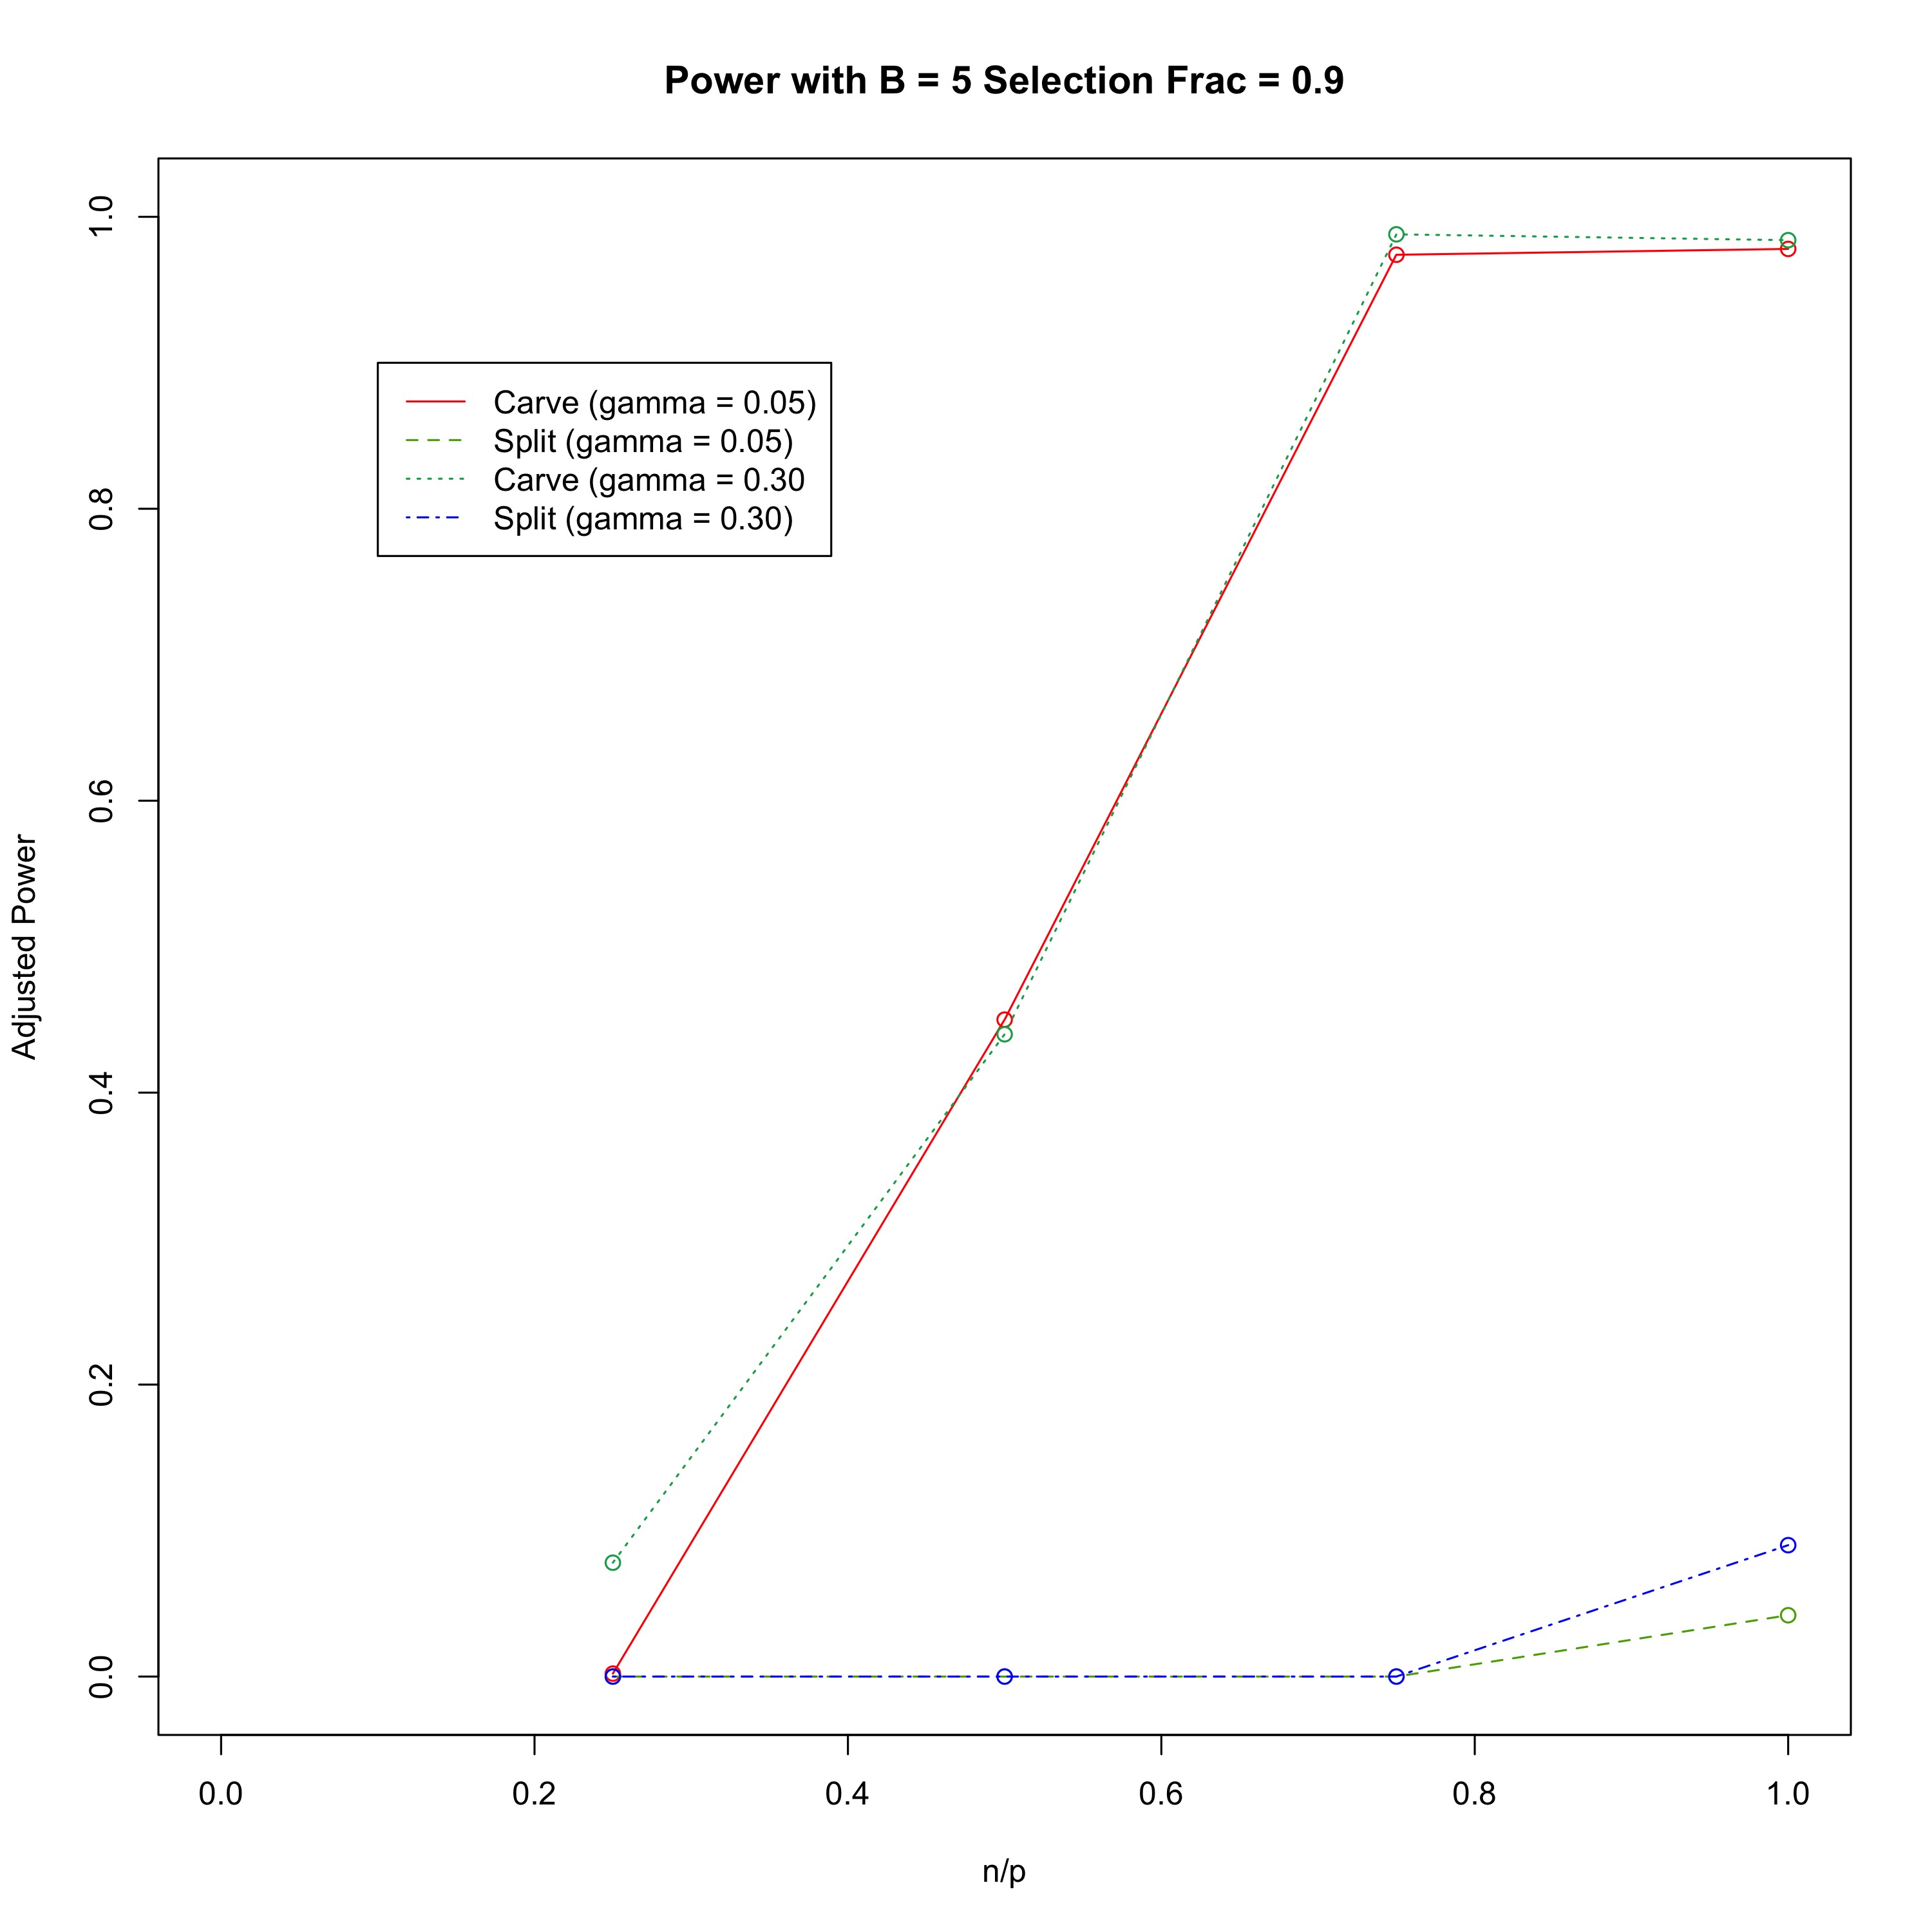 Power with B = 5 Selection Frac = 0.9
1.0
0.8
0.6
0.4
0.2
0.0
Adjusted Power
Carve (gamma = 0.05)
Split (gamma = 0.05)
Carve (gamma = 0.30
Split (gamma = 0.30)
0.0 0.2 0.4 0.6 0.8 1.0
n/p